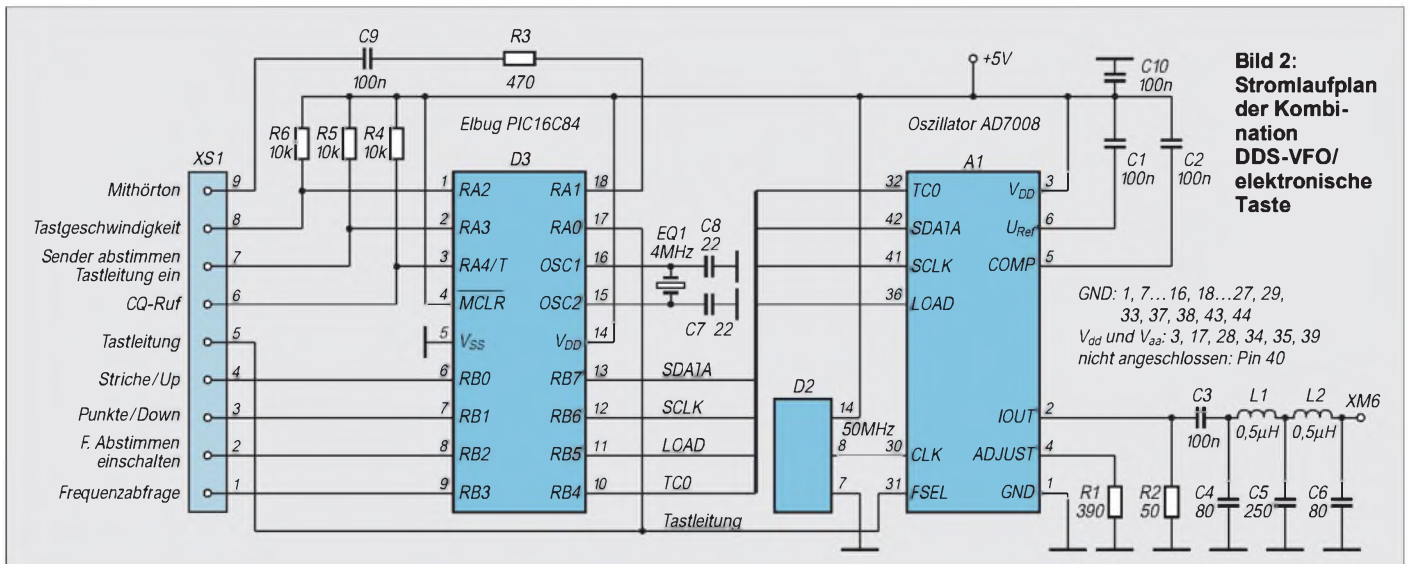 C9
100n
R3
470
+5V
C10
100n
Bild 2:
Stromlaufplan
der Kombi-
nation
DDS-VFO/
elektronische
Taste
R6
10k
R5
10k
R4
10k
Elbug PIC16C84
Oszillator AD7008
C1
100n
C2
100n
XS1
D3
A1
Mithörton
9
1
RA2
RA1
18
32
TC0
VDD
3
Tastgeschwindigkeit
8
2
RA3
RA0
17
42
SDATA
URef
6
Sender abstimmen
Tastleitung ein
7
3
RA4/T
OSC1
16
EQ1
4MHz
C8
22
41
SCLK
COMP
5
CQ-Ruf
6
4
MCLR
OSC2
15
C7 22
36
LOAD
GND: 1, 7...16, 18...27, 29,
33, 37, 38, 43, 44
Vdd und Vaa: 3, 17, 28, 34, 35, 39
nicht angeschlossen: Pin 40
Tastleitung
5
5
VSS
VDD
14
Striche/Up
4
6
RB0
RB7
13
SDATA
Punkte/Down
3
7
RB1
RB6
12
SCLK
D2
14
50MHz
IOUT
2
C3
100n
L1
0,5µH
L2
0,5µH
XM6
F. Abstimmen
einschalten
2
8
RB2
RB5
11
LOAD
8
30
CLK
ADJUST
4
Frequenzabfrage
1
9
RB3
RB4
10
TC0
7
31
FSEL
GND
1
R1
390
R2
50
C4
80
C5
250
C6
80
Tastleitung